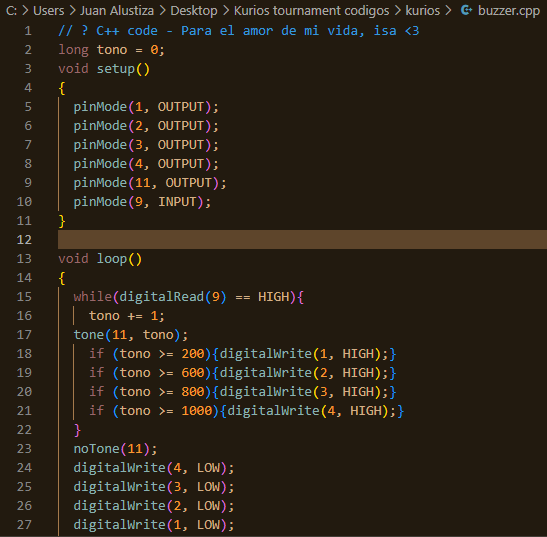 C: > Users > Juan Alustiza > Desktop > Kurios tournament codigos > kurios > buzzer.cpp
1 // ? C++ code - Para el amor de mi vida, isa <3
2 long tono = 0;
3 void setup()
4 {
5   pinMode(1, OUTPUT);
6   pinMode(2, OUTPUT);
7   pinMode(3, OUTPUT);
8   pinMode(4, OUTPUT);
9   pinMode(11, OUTPUT);
10   pinMode(9, INPUT);
11 }
12
13 void loop()
14 {
15   while(digitalRead(9) == HIGH){
16     tono += 1;
17   tone(11, tono);
18     if (tono >= 200){digitalWrite(1, HIGH);}
19     if (tono >= 600){digitalWrite(2, HIGH);}
20     if (tono >= 800){digitalWrite(3, HIGH);}
21     if (tono >= 1000){digitalWrite(4, HIGH);}
22   }
23   noTone(11);
24   digitalWrite(4, LOW);
25   digitalWrite(3, LOW);
26   digitalWrite(2, LOW);
27   digitalWrite(1, LOW);